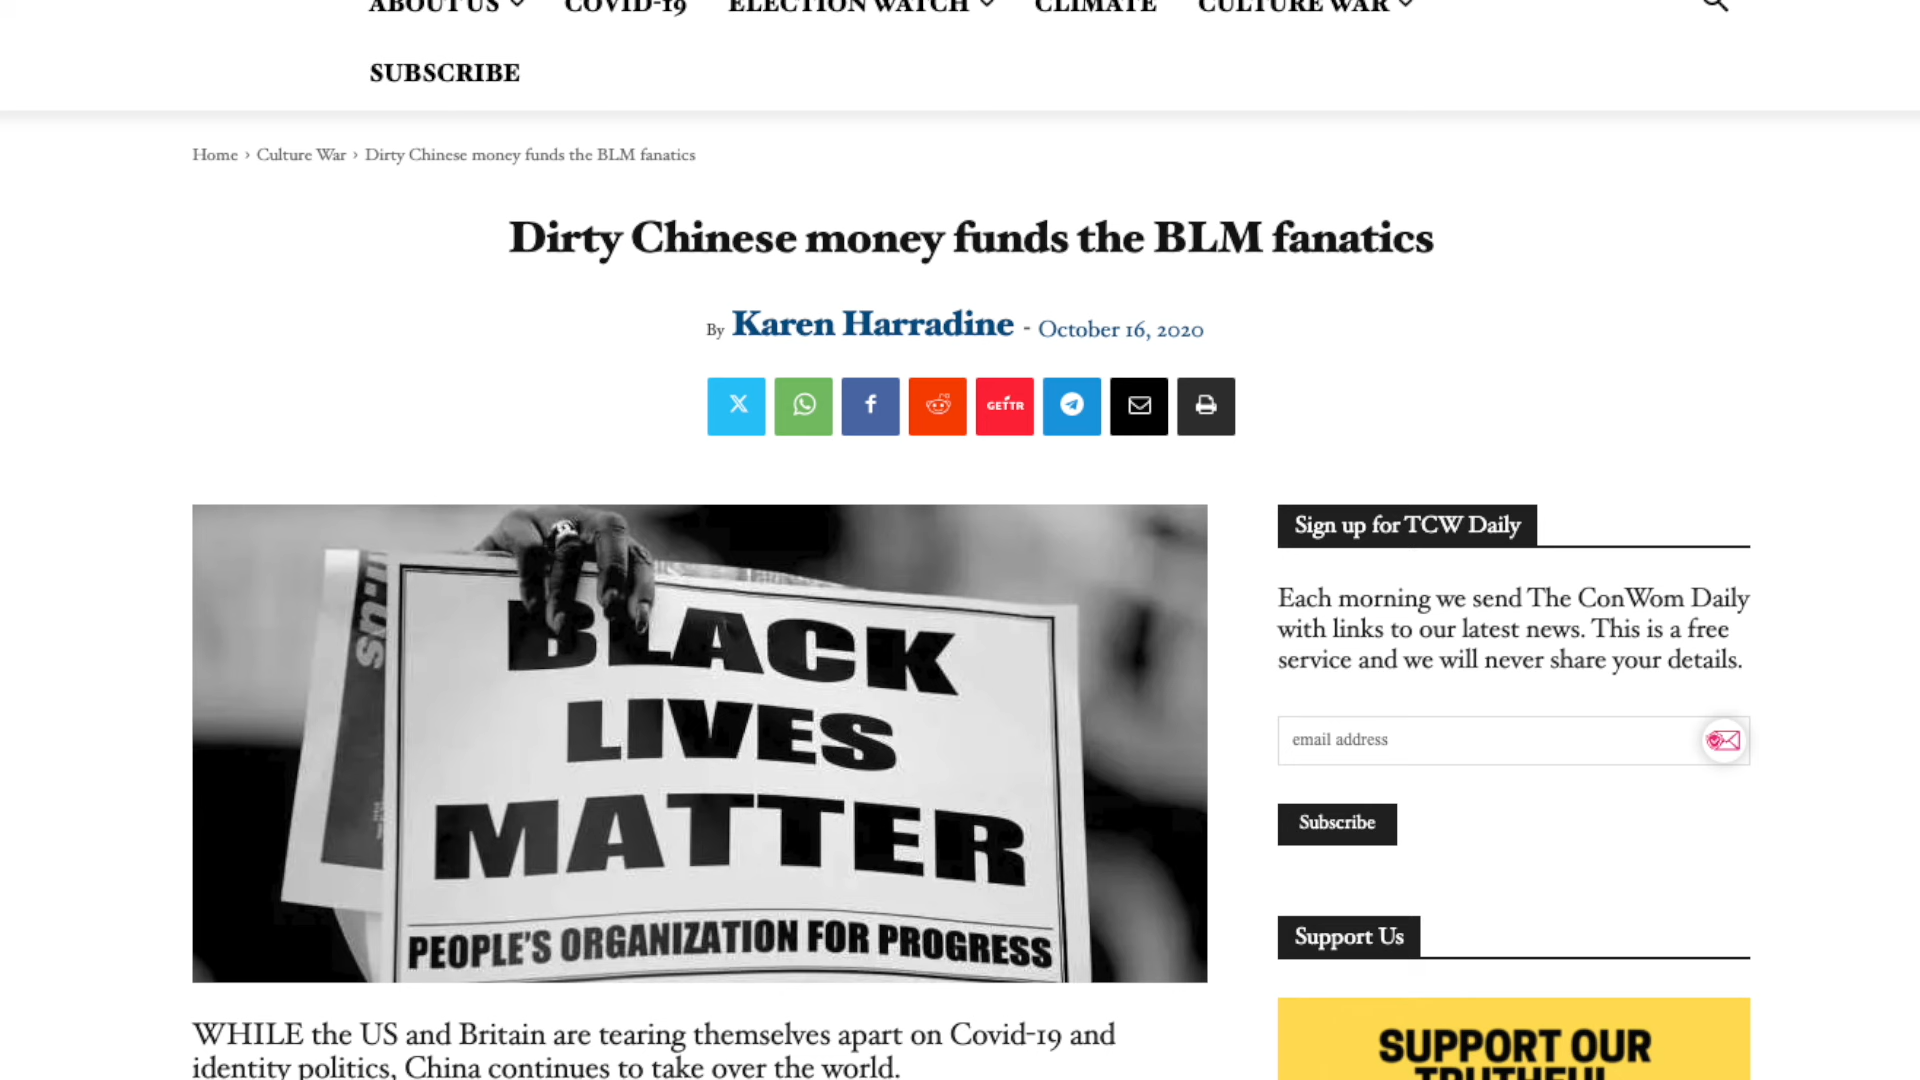 ABOUT US
COVID-19
ELECTION WATCH
CLIMATE
CULTURE WAR
SUBSCRIBE
Home › Culture War › Dirty Chinese money funds the BLM fanatics
Dirty Chinese money funds the BLM fanatics
By Karen Harradine - October 16, 2020
GETTR
BLACK
LIVES
MATTER
PEOPLE'S ORGANIZATION FOR PROGRESS
WHILE the US and Britain are tearing themselves apart on Covid-19 and
identity politics, China continues to take over the world.
Sign up for TCW Daily
Each morning we send The ConWom Daily
with links to our latest news. This is a free
service and we will never share your details.
email address
Subscribe
Support Us
SUPPORT OUR
TRUTHFUL